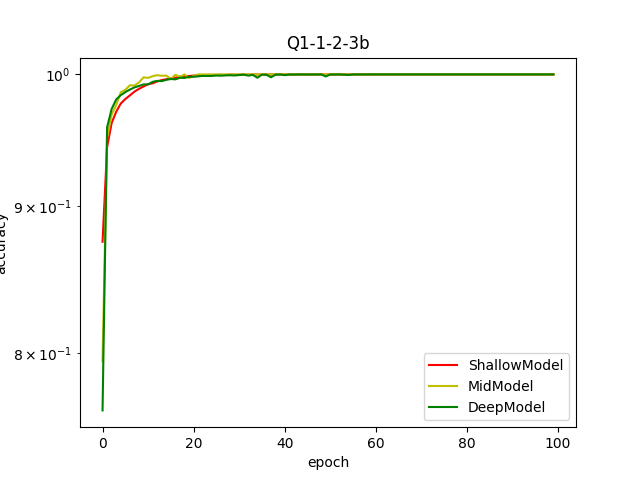 Q1-1-2-3b
10⁰
9 × 10⁻¹
8 × 10⁻¹
accuracy
ShallowModel
MidModel
DeepModel
0 20 40 60 80 100
epoch